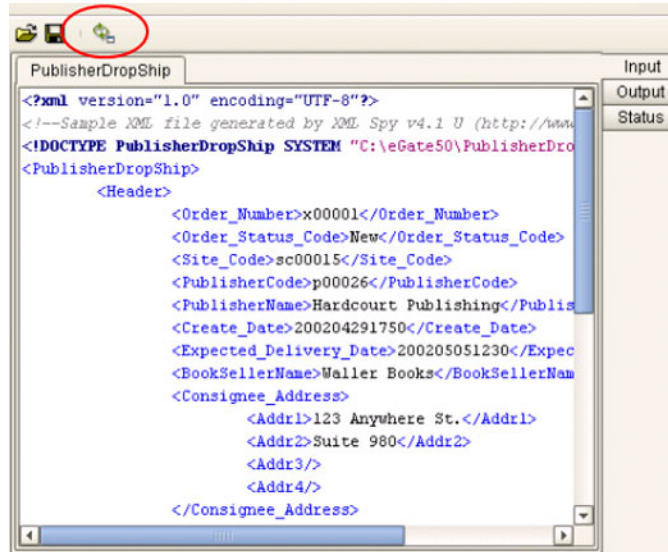 PublisherDropShip
Input
Output
Status
<?xml version="1.0" encoding="UTF-8"?>
<!--Sample XML file generated by XML Spy v4.1 U (http://www
<!DOCTYPE PublisherDropShip SYSTEM "C:\eGate50\PublisherDro
<PublisherDropShip>
<Header>
<Order_Number>x00001</Order_Number>
<Order_Status_Code>New</Order_Status_Code>
<Site_Code>sc00015</Site_Code>
<PublisherCode>p00026</PublisherCode>
<PublisherName>Hardcourt Publishing</Publis
<Create_Date>200204291750</Create_Date>
<Expected_Delivery_Date>200205051230</Expec
<BookSellerName>Waller Books</BookSellerNam
<Consignee_Address>
<Addr1>123 Anywhere St.</Addr1>
<Addr2>Suite 980</Addr2>
<Addr3/>
<Addr4/>
</Consignee_Address>